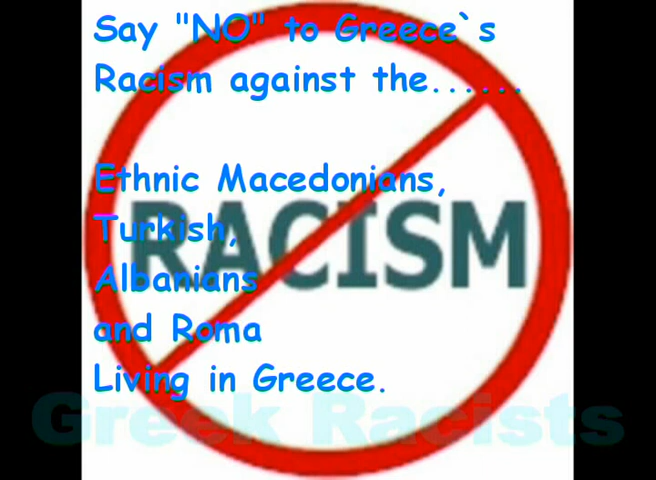 Say "NO" to Greece`s
Racism against the......
Ethnic Macedonians,
Turkish,
RACISM
Albanians
and Roma
Living in Greece.
Greek Racists